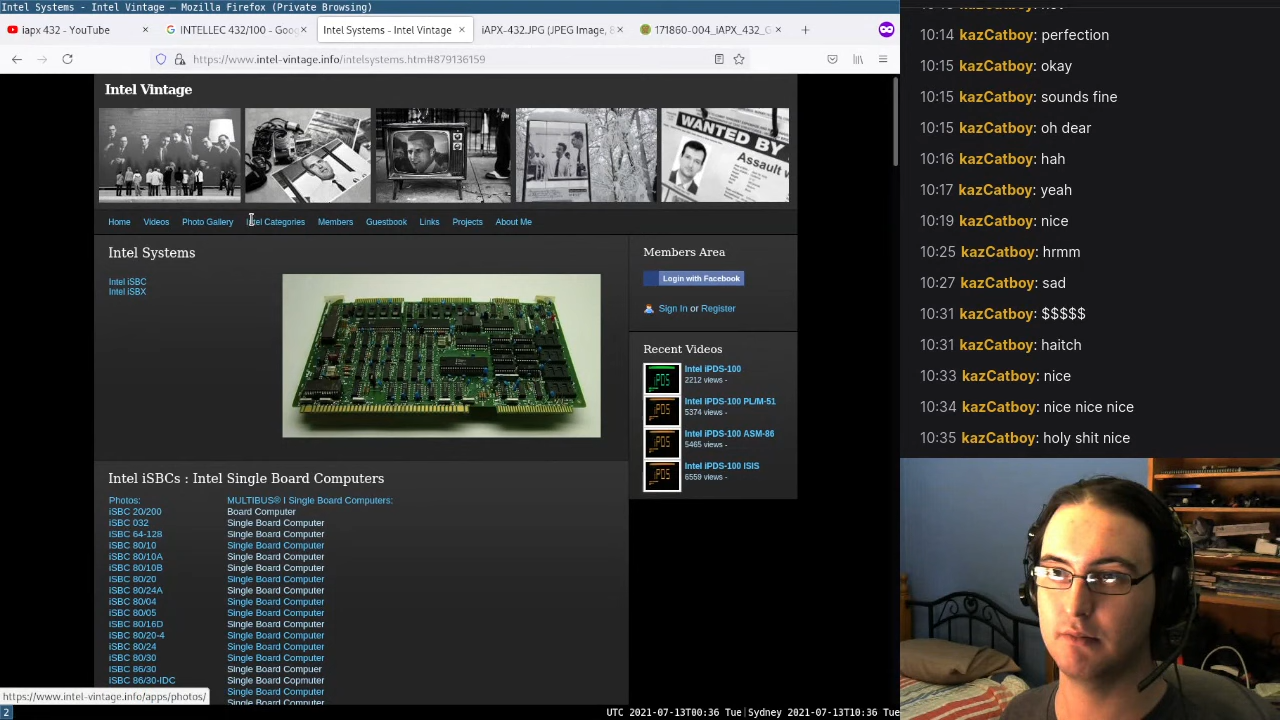 Intel Systems - Intel Vintage — Mozilla Firefox (Private Browsing)
iapx 432 - YouTube
INTELLEC 432/100 - Goo
Intel Systems - Intel Vintage
iAPX-432.JPG (JPEG Image, 8
171860-004_iAPX_432_G
https://www.intel-vintage.info/intelsystems.htm#879136159
Intel Vintage
WANTED BY
Assault
Home Videos Photo Gallery Intel Categories Members Guestbook Links Projects About Me
Intel Systems
Intel iSBC
Intel iSBX
Members Area
Login with Facebook
Sign In or Register
Recent Videos
Intel iPDS-100
2212 views -
Intel iPDS-100 PL/M-51
5374 views -
Intel iPDS-100 ASM-86
5465 views -
Intel iPDS-100 ISIS
6559 views -
Intel iSBCs : Intel Single Board Computers
Photos: MULTIBUS® I Single Board Computers:
iSBC 20/200 Board Computer
iSBC 032 Single Board Computer
iSBC 64-128 Single Board Computer
iSBC 80/10 Single Board Computer
iSBC 80/10A Single Board Computer
iSBC 80/10B Single Board Computer
iSBC 80/20 Single Board Computer
iSBC 80/24A Single Board Computer
iSBC 80/04 Single Board Computer
iSBC 80/05 Single Board Computer
iSBC 80/16D Single Board Computer
iSBC 80/20-4 Single Board Computer
iSBC 80/24 Single Board Computer
iSBC 80/30 Single Board Computer
iSBC 86/30 Single Board Computer
iSBC 86/30-IDC Single Board Computer
Single Board Computer
https://www.intel-vintage.info/apps/photos/
2
UTC 2021-07-13T00:36 Tue|Sydney 2021-07-13T10:36 Tue
10:14 kazCatboy: perfection
10:15 kazCatboy: okay
10:15 kazCatboy: sounds fine
10:15 kazCatboy: oh dear
10:16 kazCatboy: hah
10:17 kazCatboy: yeah
10:19 kazCatboy: nice
10:25 kazCatboy: hrmm
10:27 kazCatboy: sad
10:31 kazCatboy: $$$$$
10:31 kazCatboy: haitch
10:33 kazCatboy: nice
10:34 kazCatboy: nice nice nice
10:35 kazCatboy: holy shit nice